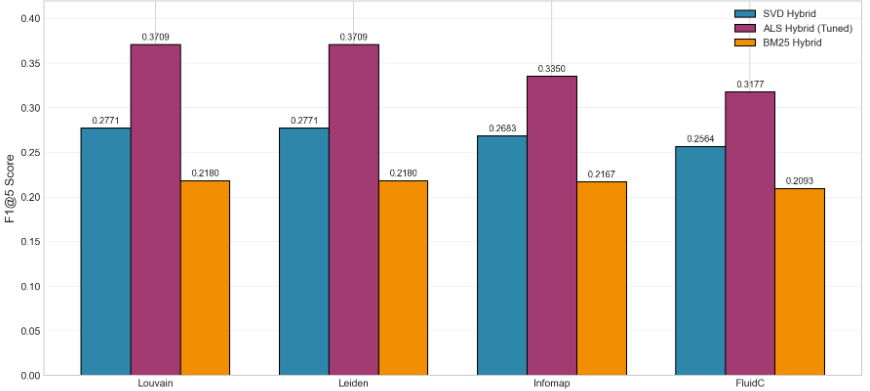 SVD Hybrid
ALS Hybrid (Tuned)
BM25 Hybrid
F1@5 Score
0.40
0.35
0.30
0.25
0.20
0.15
0.10
0.05
0.00
0.2771
0.3709
0.2180
0.2771
0.3709
0.2180
0.2683
0.3350
0.2167
0.2564
0.3177
0.2093
Louvain
Leiden
Infomap
FluidC